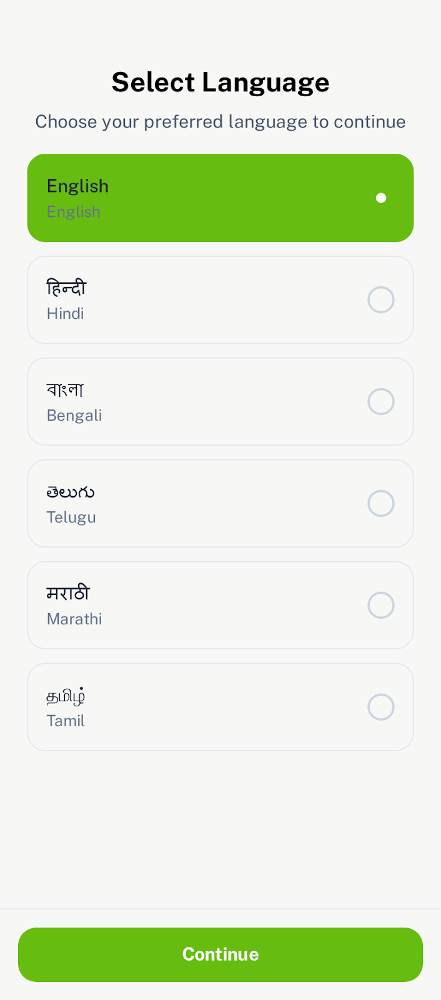 Select Language
Choose your preferred language to continue
English
English
हिन्दी
Hindi
বাংলা
Bengali
తెలుగు
Telugu
मराठी
Marathi
தமிழ்
Tamil
Continue